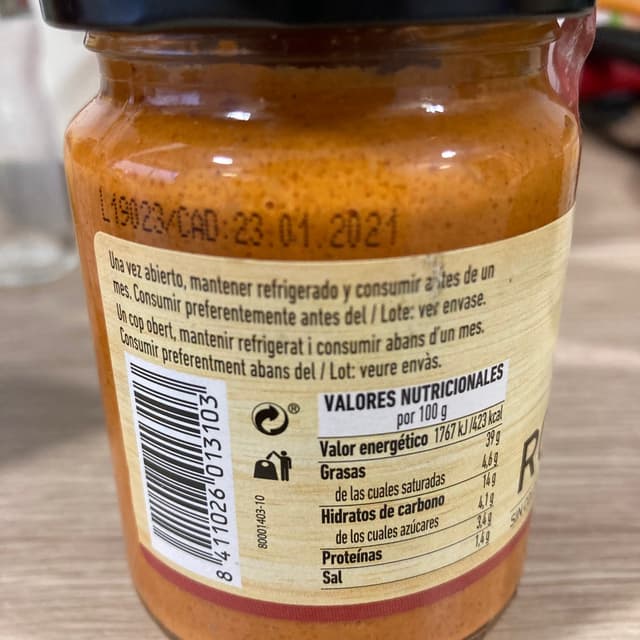 L19023/CAD:23.01.2021
Una vez abierto, mantener refrigerado y consumir antes de un
mes. Consumir preferentemente antes del / Lote: ver envase.
Un cop obert, mantenir refrigerat i consumir abans d'un mes.
Consumir preferentment abans del / Lot: veure envàs.
VALORES NUTRICIONALES
por 100 g
Valor energético 1767 kJ /423 kcal
Grasas 39 g
de las cuales saturadas 4,6 g
Hidratos de carbono 14 g
de los cuales azúcares 4,1 g
Proteínas 3,4 g
Sal 1,4 g
8 411026 013103
80001403-10